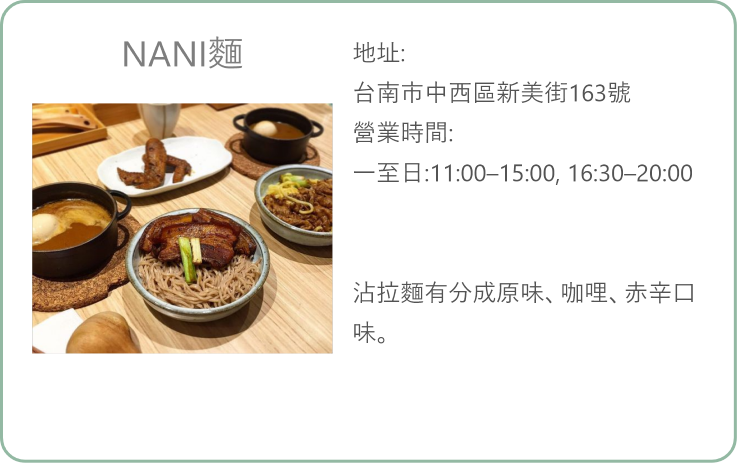 NANI麵
地址:
台南市中西區新美街163號
營業時間:
一至日:11:00–15:00, 16:30–20:00
沾拉麵有分成原味、咖哩、赤辛口
味。